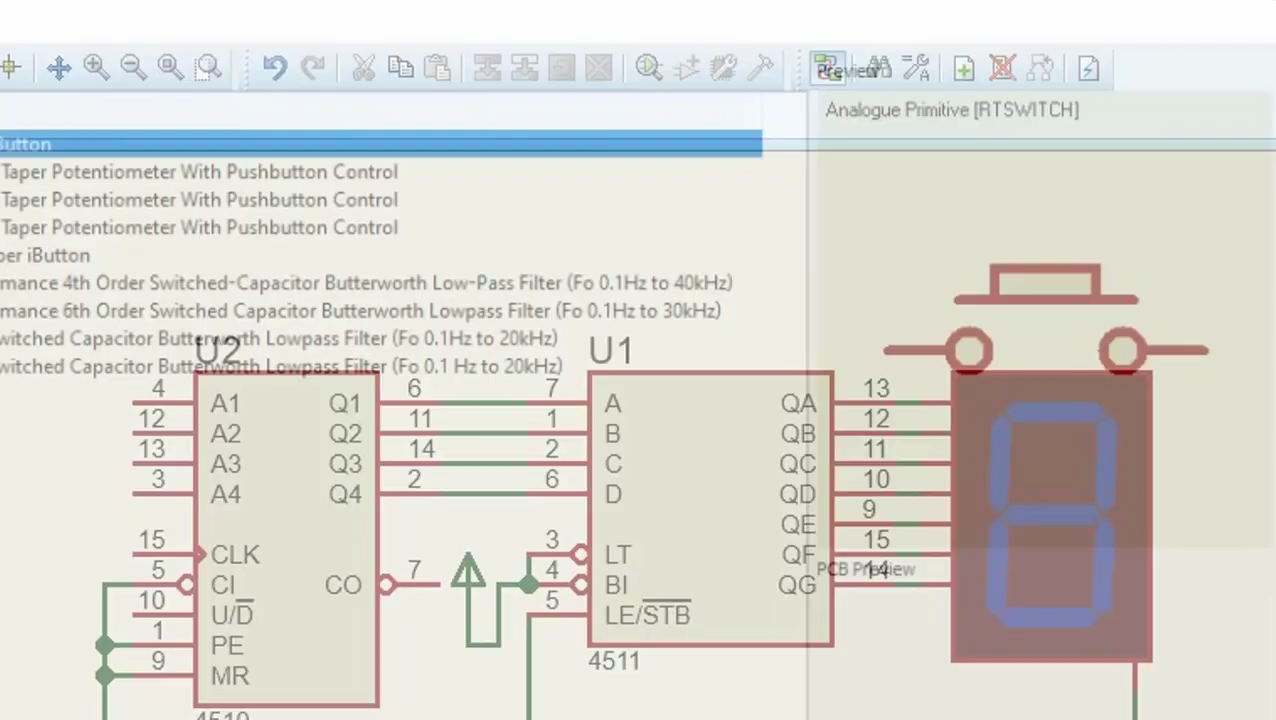 Preview
Analogue Primitive [RTSWITCH]
Button
Taper Potentiometer With Pushbutton Control
Taper Potentiometer With Pushbutton Control
Taper Potentiometer With Pushbutton Control
per iButton
mance 4th Order Switched-Capacitor Butterworth Low-Pass Filter (Fo 0.1Hz to 40kHz)
mance 6th Order Switched Capacitor Butterworth Lowpass Filter (Fo 0.1Hz to 30kHz)
witched Capacitor Butterworth Lowpass Filter (Fo 0.1Hz to 20kHz)
witched Capacitor Butterworth Lowpass Filter (Fo 0.1 Hz to 20kHz)
U2 U1
4 A1 Q1 6 7 A QA 13
12 A2 Q2 11 1 B QB 12
13 A3 Q3 14 2 C QC 11
3 A4 Q4 2 6 D QD 10
QE 9
15 CLK 3 LT QF 15
5 CI CO 7 4 BI QG 14
PCB Preview
10 U/D 5 LE/STB
1 PE
9 MR
4511
4510